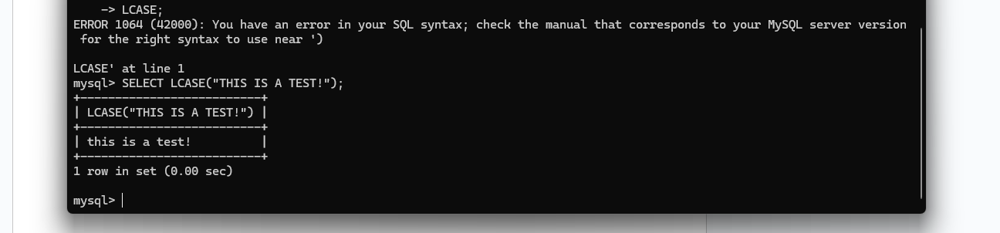 -> LCASE;
ERROR 1064 (42000): You have an error in your SQL syntax; check the manual that corresponds to your MySQL server version
 for the right syntax to use near ')

LCASE' at line 1
mysql> SELECT LCASE("THIS IS A TEST!");
+--------------------------+
| LCASE("THIS IS A TEST!") |
+--------------------------+
| this is a test!          |
+--------------------------+
1 row in set (0.00 sec)

mysql>